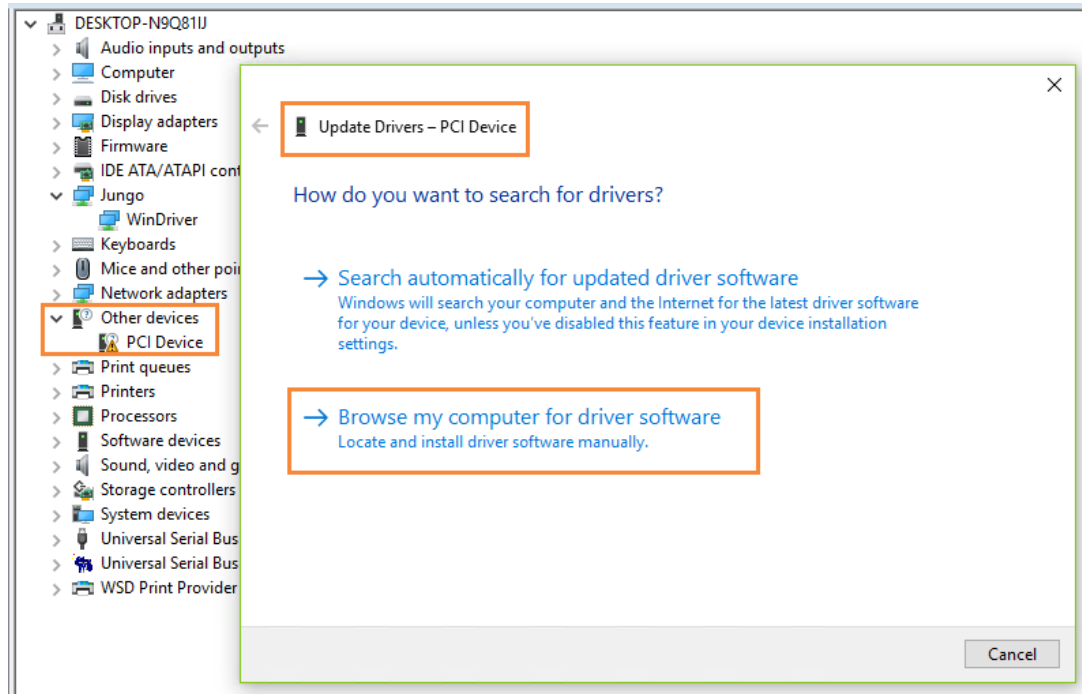 DESKTOP-N9Q81IJ
Audio inputs and outputs
Computer
Disk drives
Display adapters
Firmware
IDE ATA/ATAPI cont
Jungo
WinDriver
Keyboards
Mice and other poi
Network adapters
Other devices
PCI Device
Print queues
Printers
Processors
Software devices
Sound, video and g
Storage controllers
System devices
Universal Serial Bus
Universal Serial Bus
WSD Print Provider
Update Drivers – PCI Device
How do you want to search for drivers?
Search automatically for updated driver software
Windows will search your computer and the Internet for the latest driver software
for your device, unless you've disabled this feature in your device installation
settings.
Browse my computer for driver software
Locate and install driver software manually.
Cancel